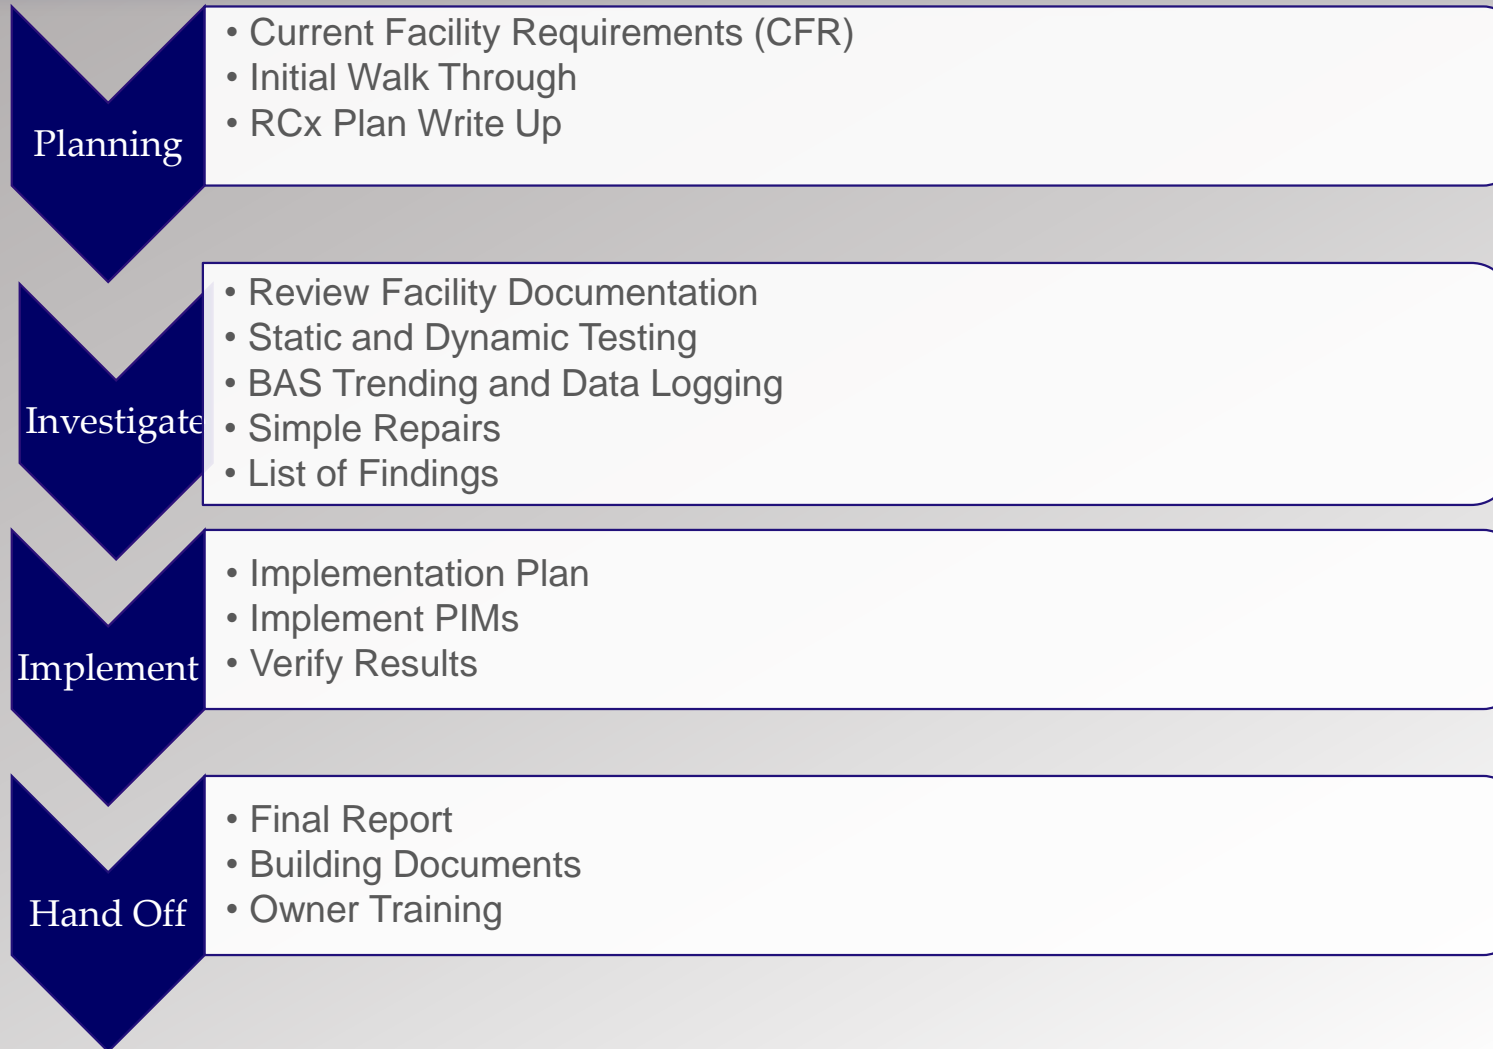 Planning
• Current Facility Requirements (CFR)
• Initial Walk Through
• RCx Plan Write Up
Investigate
• Review Facility Documentation
• Static and Dynamic Testing
• BAS Trending and Data Logging
• Simple Repairs
• List of Findings
Implement
• Implementation Plan
• Implement PIMs
• Verify Results
Hand Off
• Final Report
• Building Documents
• Owner Training